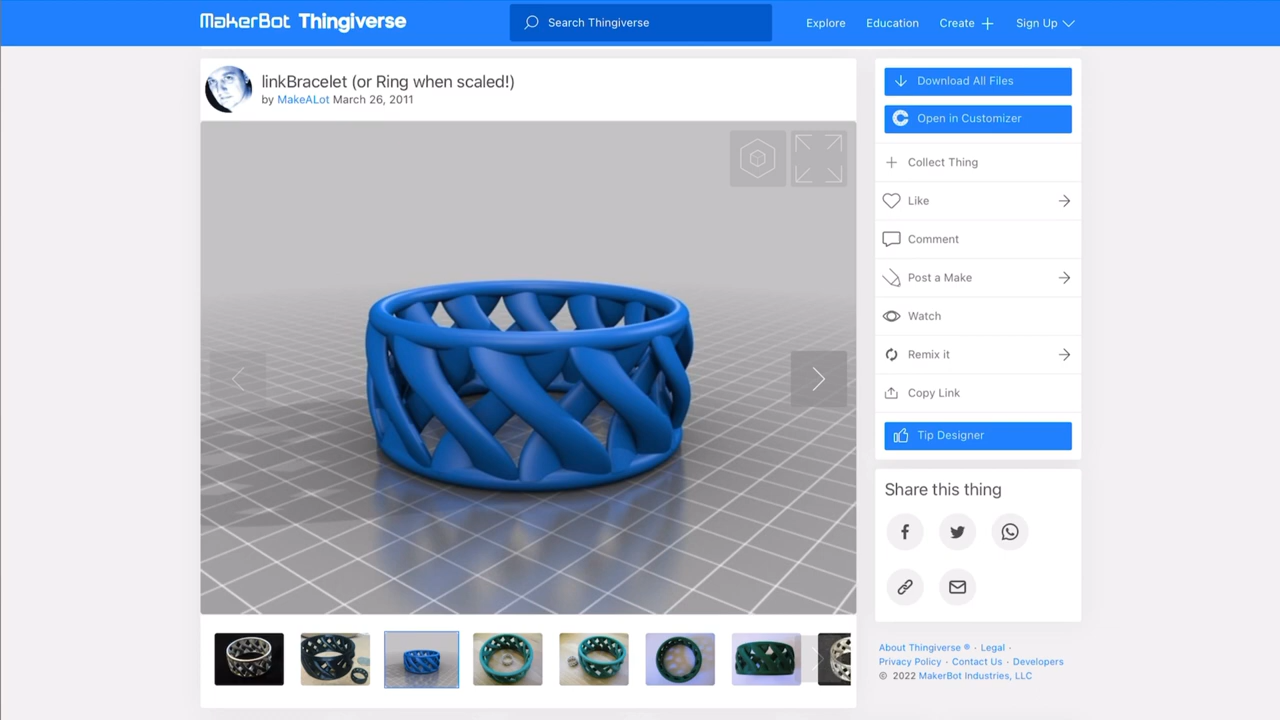 MakerBot Thingiverse
Search Thingiverse
Explore
Education
Create
Sign Up
linkBracelet (or Ring when scaled!)
by MakeALot March 26, 2011
Download All Files
Open in Customizer
Collect Thing
Like
Comment
Post a Make
Watch
Remix it
Copy Link
Tip Designer
Share this thing
About Thingiverse ® · Legal ·
Privacy Policy · Contact Us · Developers
© 2022 MakerBot Industries, LLC